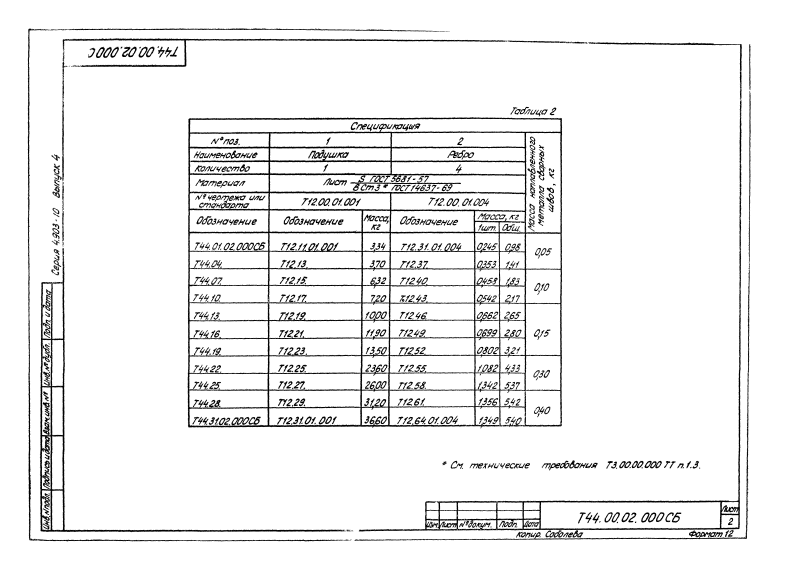 Т44.00.02.000С
Серия 4.903-10 Выпуск 4
Таблица 2
Спецификация
№ поз. 1 2 Масса наплавленного металла сварных швов, кг
Наименование Подушка Ребро
Количество 1 4
Материал Лист S ГОСТ 5681-57
ВСт3 * ГОСТ 14637-69
№ чертежа или стандарта Т12.00.01.001 Т12.00.01.004
Обозначение Обозначение Масса, кг Обозначение Масса, кг
1шт. Общ.
Т44.01.02.000СБ Т12.11.01.001 3,34 Т12.31.01.004 0,245 0,98 0,05
Т44.04. Т12.13. 3,70 Т12.37. 0,353 1,41
Т44.07. Т12.15. 6,32 Т12.40. 0,458 1,83 0,10
Т44.10. Т12.17. 7,20 Т12.43. 0,542 2,17
Т44.13. Т12.19. 10,00 Т12.46. 0,662 2,65 0,15
Т44.16. Т12.21. 11,90 Т12.49. 0,699 2,80
Т44.19. Т12.23. 13,50 Т12.52. 0,802 3,21
Т44.22. Т12.25. 23,60 Т12.55. 1,082 4,33 0,30
Т44.25. Т12.27. 26,00 Т12.58. 1,342 5,37
Т44.28. Т12.29. 31,20 Т12.61. 1,356 5,42 0,40
Т44.31.02.000СБ Т12.31.01.001 36,60 Т12.64.01.004 1,349 5,40
* См. технические требования Т3.00.00.000 ТТ п.1.3.
Инв.№подл. Подпись и дата Взам.инв.№ Инв.№дубл. Подп. и дата
Изм. Лист №докум. Подп. Дата
Т44.00.02.000СБ
Лист
2
Копир. Соболева Формат 12